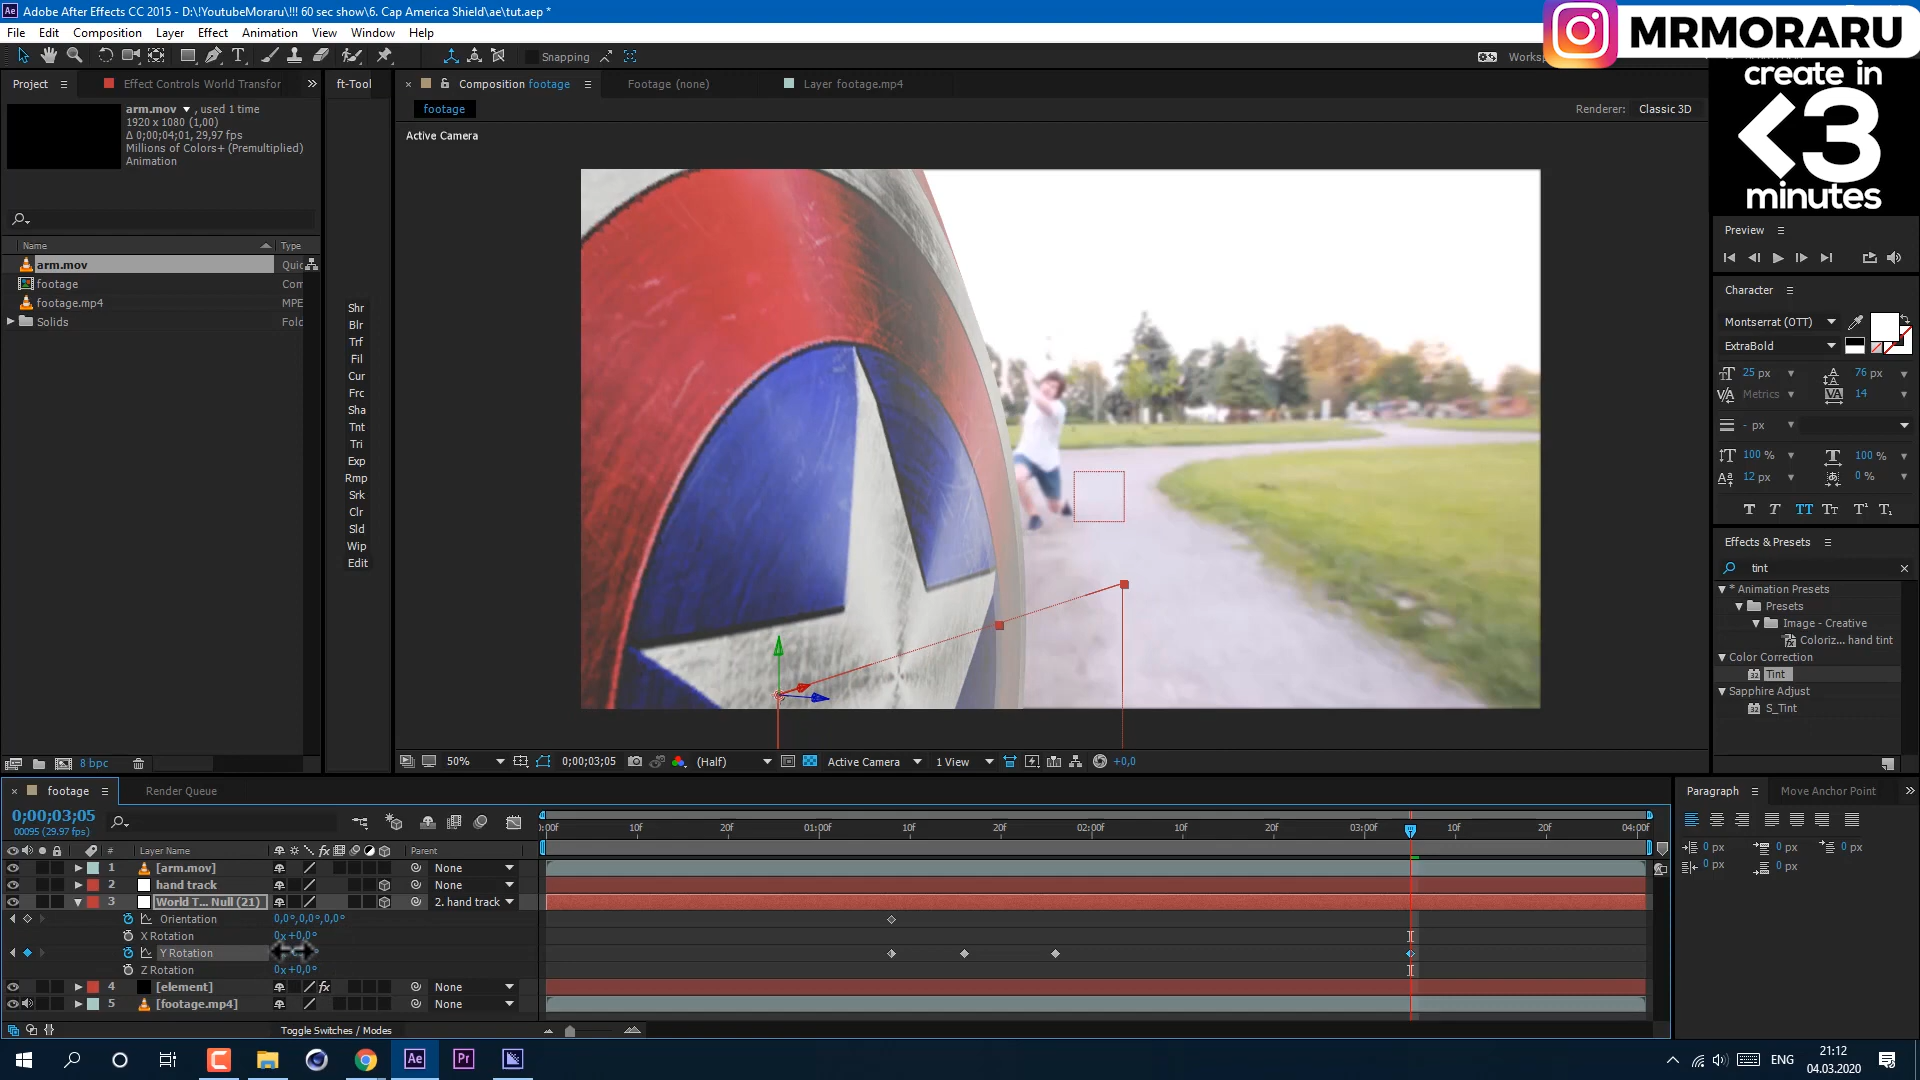 Adobe After Effects CC 2015 - D:\!YoutubeMoraru\!!! 60 sec show\6. Cap America Shield\ae\tut.aep *
File Edit Composition Layer Effect Animation View Window Help
Snapping
MRMORARU
create in
<3
minutes
Project
Effect Controls World Transfor
ft-Tool
Composition footage
Footage (none)
Layer footage.mp4
footage
Renderer: Classic 3D
Active Camera
arm.mov , used 1 time
1920 x 1080 (1,00)
Δ 0;00;04;01, 29,97 fps
Millions of Colors+ (Premultiplied)
Animation
Name Type
arm.mov Quic
footage Com
footage.mp4 MPE
Solids Fold
8 bpc
Shr
Blr
Trf
Fil
Cur
Frc
Sha
Tnt
Tri
Exp
Rmp
Srk
Clr
Sld
Wip
Edit
50% 0;00;03;05 (Half) Active Camera 1 View +0,0
Preview
Character
Montserrat (OTT)
ExtraBold
25 px 76 px
Metrics 14
- px
100 % 100 %
12 px 0 %
Effects & Presets
tint
* Animation Presets
Presets
Image - Creative
Coloriz... hand tint
Color Correction
Tint
Sapphire Adjust
S_Tint
footage Render Queue
0;00;03;05
00095 (29.97 fps)
0:00f 10f 20f 01:00f 10f 20f 02:00f 10f 20f 03:00f 10f 20f 04:00f
# Layer Name Parent
1 [arm.mov] None
2 hand track None
3 World T... Null (21) 2. hand track
Orientation 0,0°,0,0°,0,0°
X Rotation 0x+0,0°
Y Rotation
Z Rotation 0x+0,0°
4 [element] None
5 [footage.mp4] None
Toggle Switches / Modes
Paragraph Move Anchor Point
0 px 0 px 0 px
0 px 0 px
ENG
21:12
04.03.2020